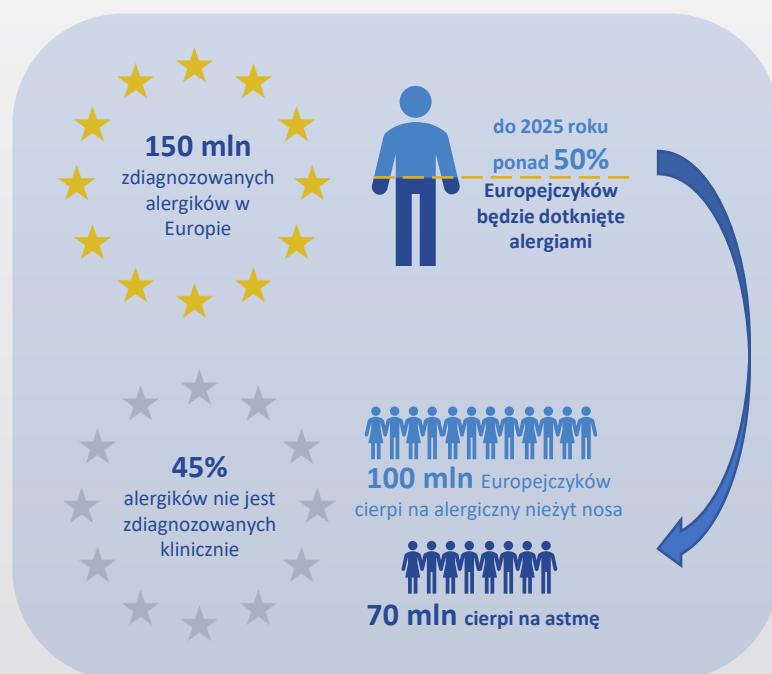 150 mln
zdiagnozowanych
alergików w
Europie
do 2025 roku
ponad 50%
Europejczyków
będzie dotknięte
alergiami
45%
alergików nie jest
zdiagnozowanych
klinicznie
100 mln Europejczyków
cierpi na alergiczny nieżyt nosa
70 mln cierpi na astmę